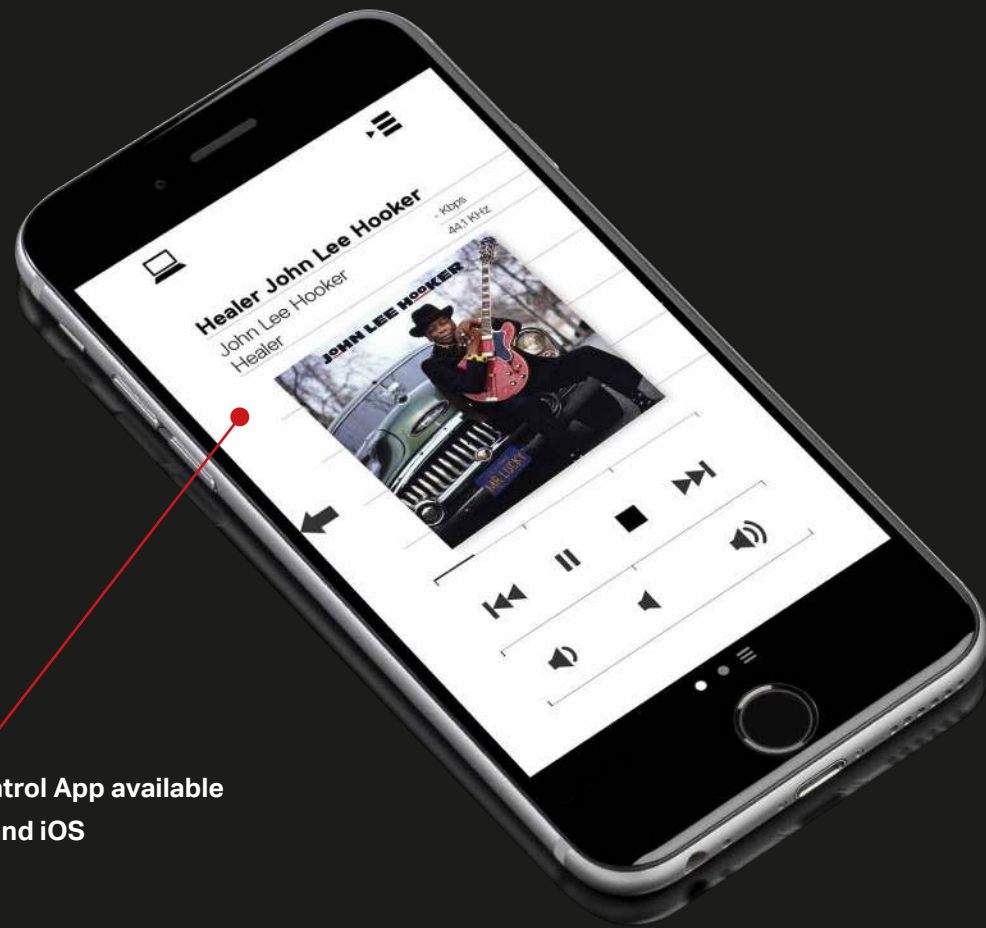 Healer John Lee Hooker
John Lee Hooker
Healer
- Kbps
44.1 KHz
JOHN LEE HOOKER
MR LUCKY
ntrol App available
nd iOS